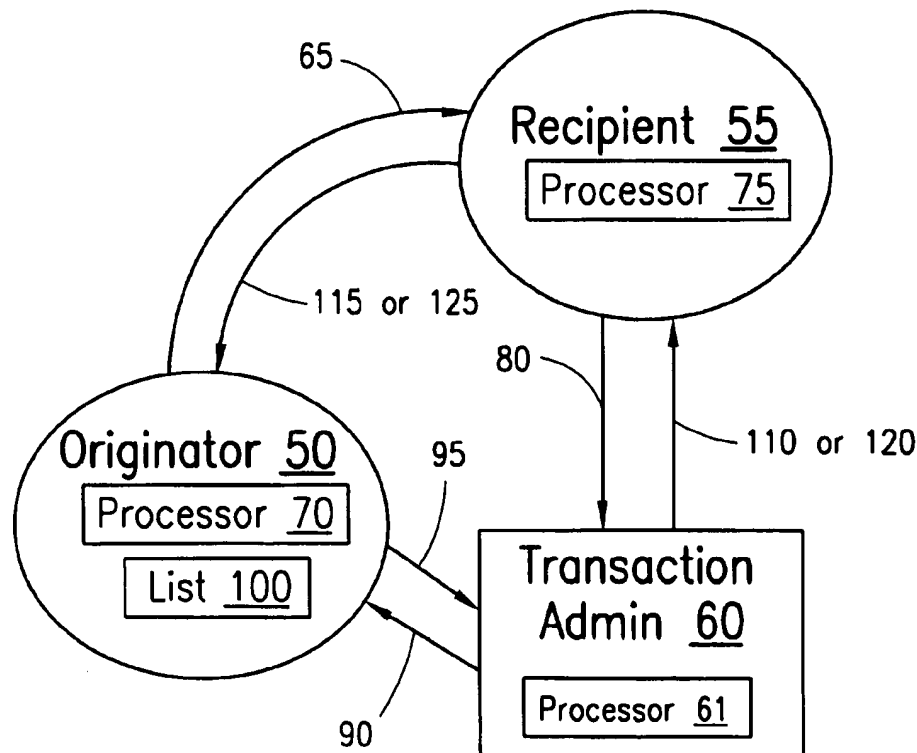 65
Recipient 55
Processor 75
115 or 125
80
110 or 120
Originator 50
Processor 70
List 100
95
Transaction
Admin 60
Processor 61
90